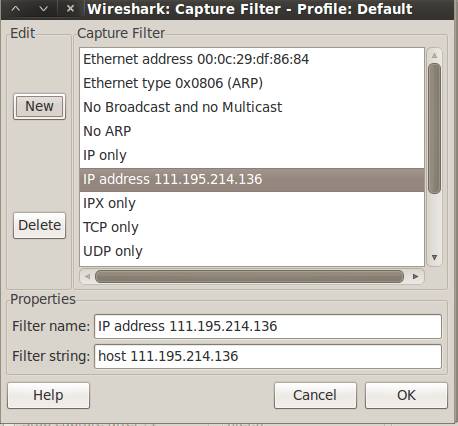 Wireshark: Capture Filter - Profile: Default
Edit
Capture Filter
New
Delete
Ethernet address 00:0c:29:df:86:84
Ethernet type 0x0806 (ARP)
No Broadcast and no Multicast
No ARP
IP only
IP address 111.195.214.136
IPX only
TCP only
UDP only
Properties
Filter name: IP address 111.195.214.136
Filter string: host 111.195.214.136
Help
Cancel
OK